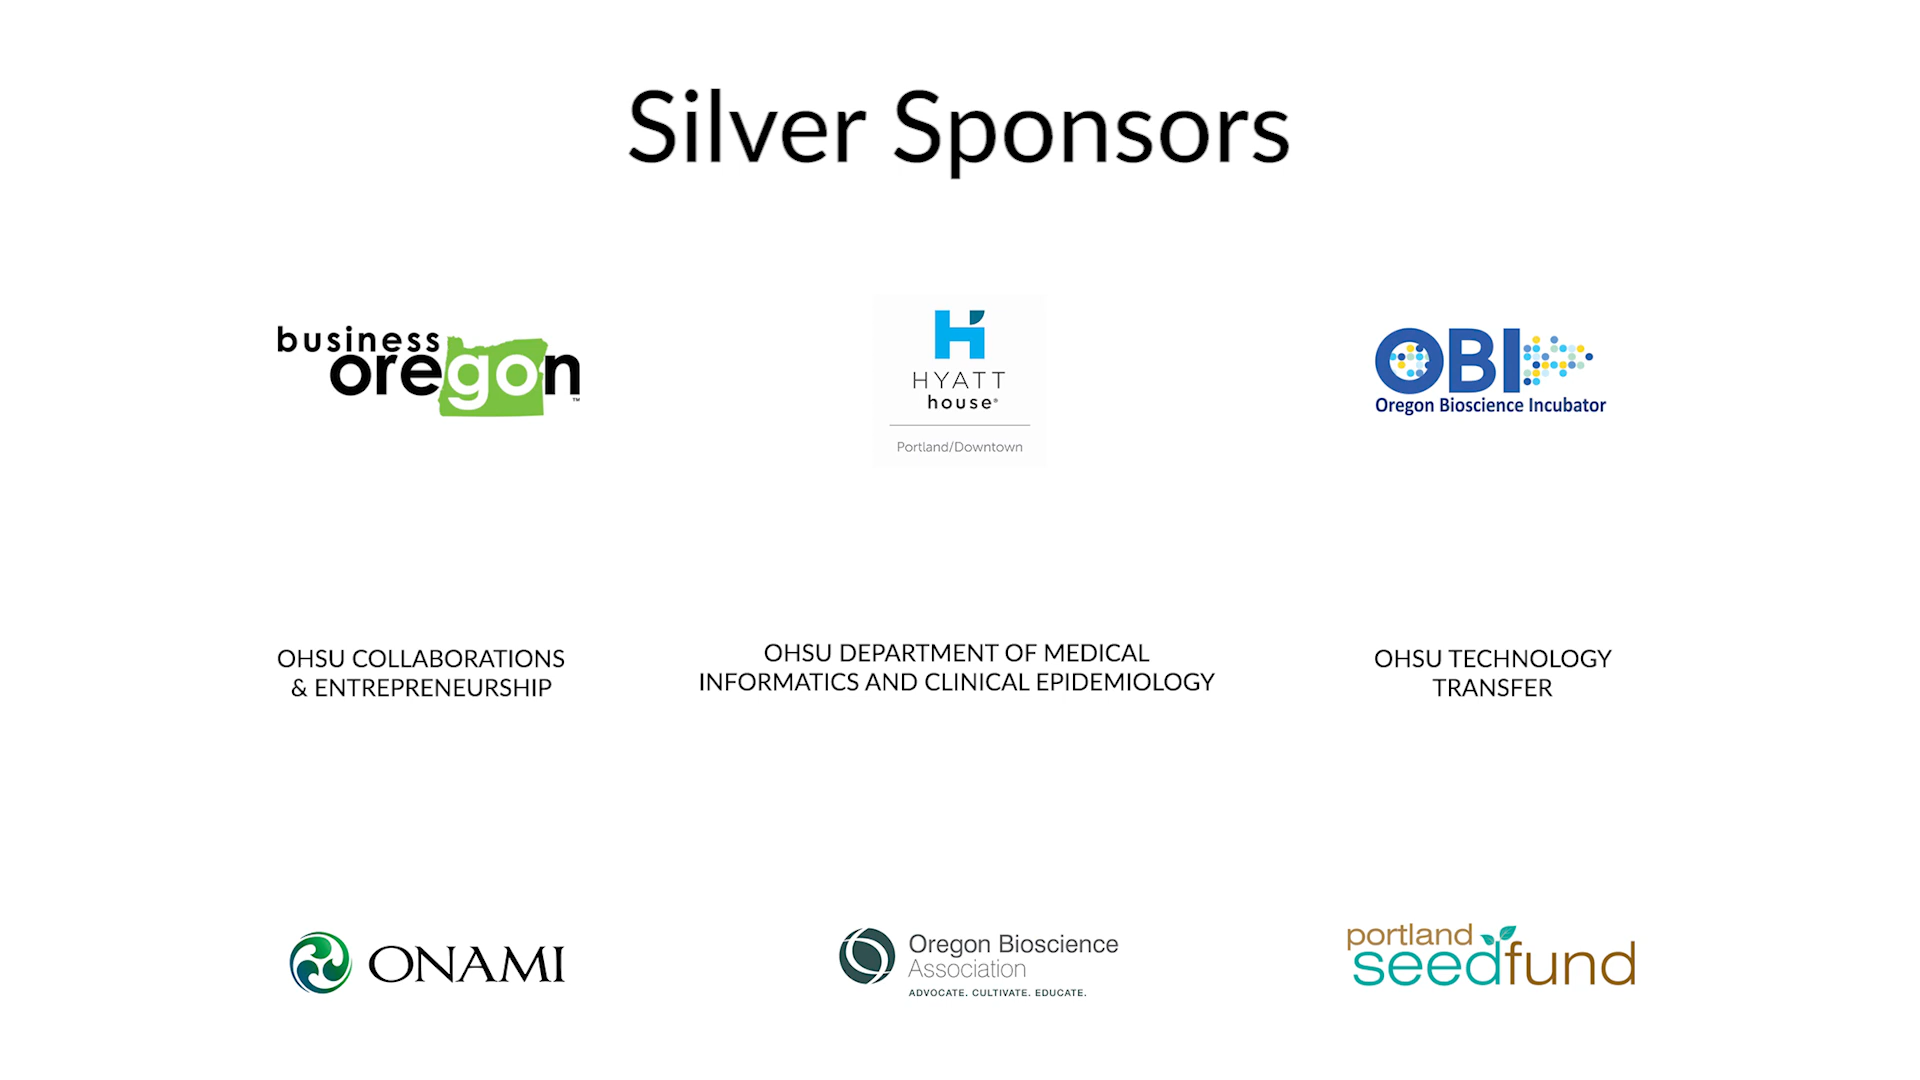 Silver Sponsors
business
oregon
™
HYATT
house®
Portland/Downtown
OBI
Oregon Bioscience Incubator
OHSU COLLABORATIONS
& ENTREPRENEURSHIP
OHSU DEPARTMENT OF MEDICAL
INFORMATICS AND CLINICAL EPIDEMIOLOGY
OHSU TECHNOLOGY
TRANSFER
ONAMI
Oregon Bioscience
Association
ADVOCATE. CULTIVATE. EDUCATE.
portland
seedfund